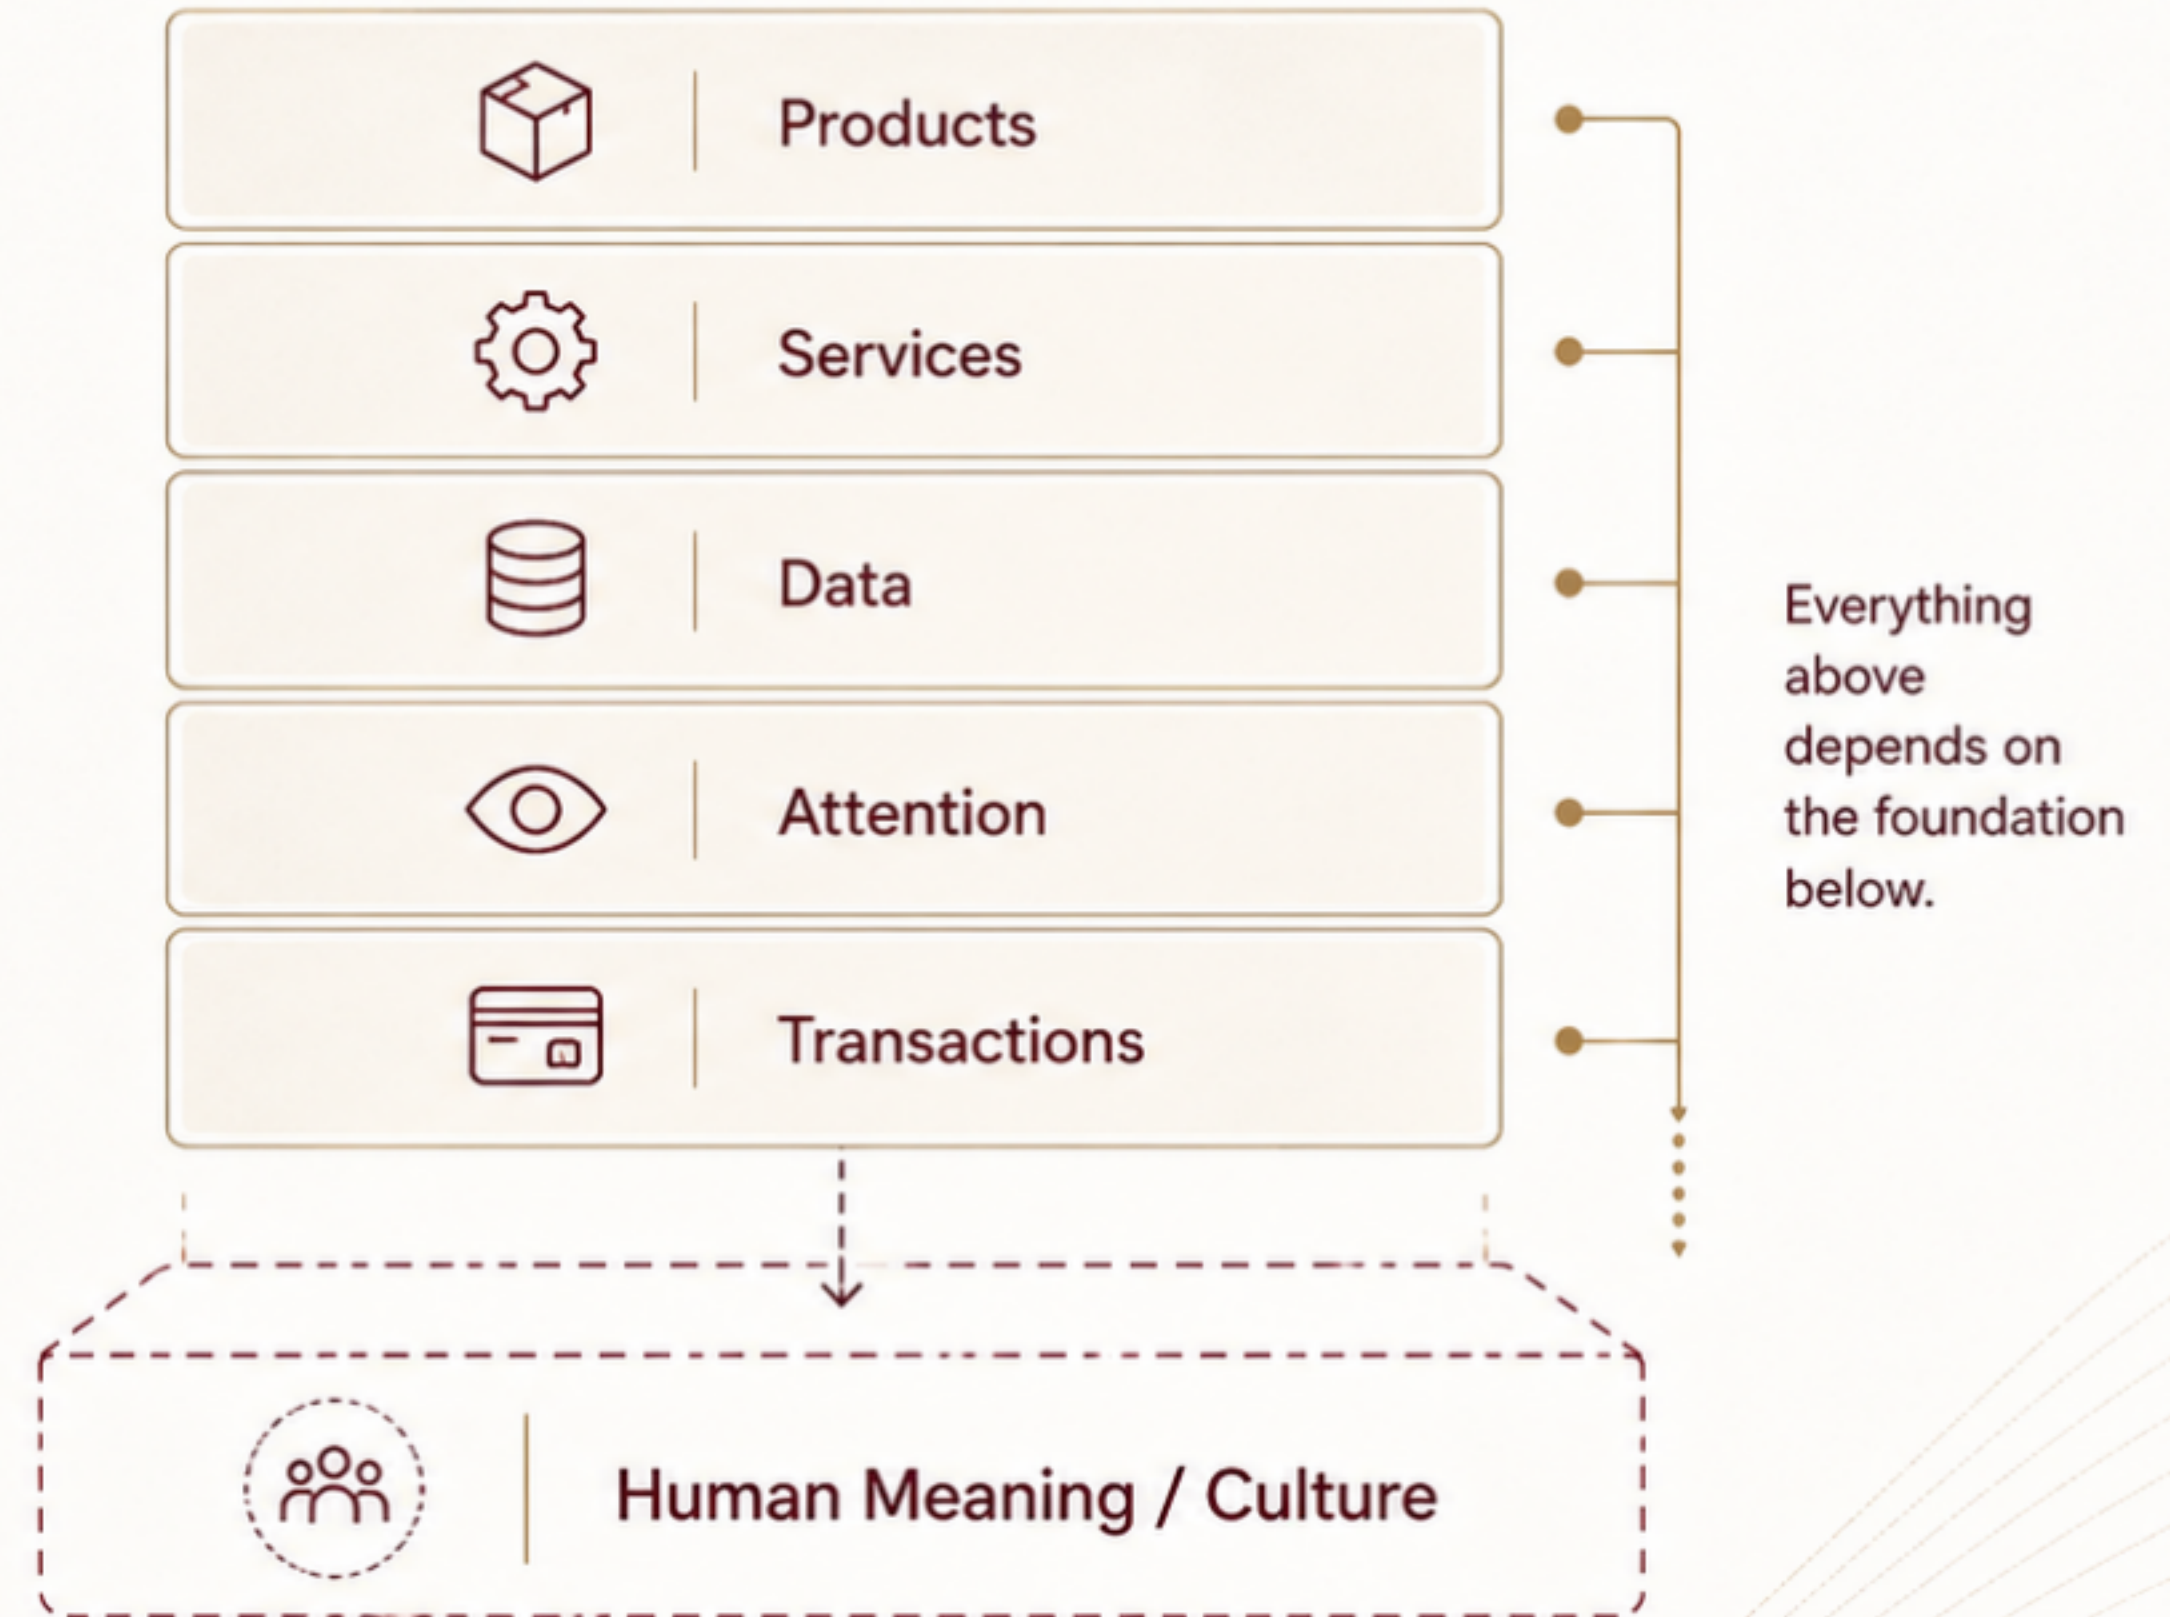 Products
Services
Data
Attention
Transactions
Everything
above
depends on
the foundation
below.
Human Meaning / Culture